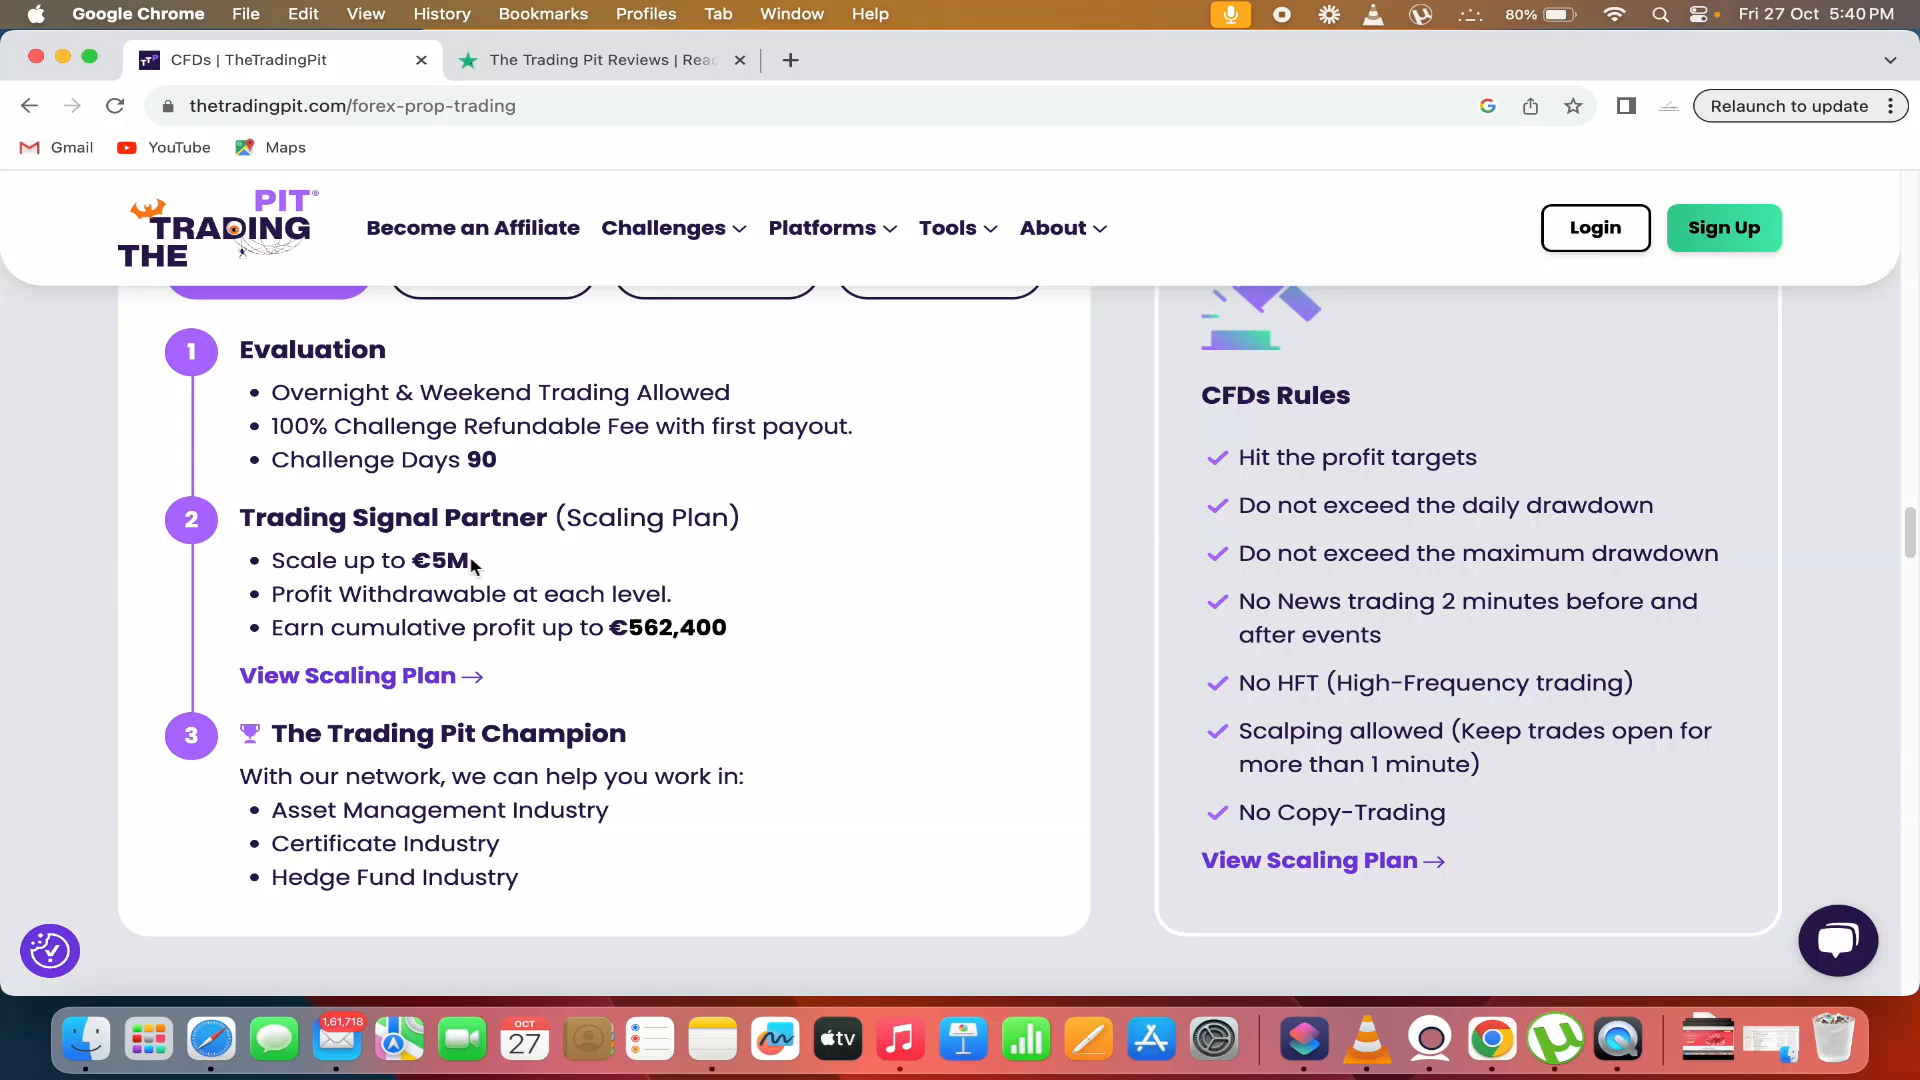 Google Chrome File Edit View History Bookmarks Profiles Tab Window Help 80% Fri 27 Oct 5:40 PM
CFDs | TheTradingPit The Trading Pit Reviews | Rea
thetradingpit.com/forex-prop-trading Relaunch to update
Gmail YouTube Maps
PIT®
TRADING
THE
Become an Affiliate Challenges Platforms Tools About Login Sign Up
1 Evaluation
• Overnight & Weekend Trading Allowed
• 100% Challenge Refundable Fee with first payout.
• Challenge Days 90
2 Trading Signal Partner (Scaling Plan)
• Scale up to €5M
• Profit Withdrawable at each level.
• Earn cumulative profit up to €562,400
View Scaling Plan →
3 The Trading Pit Champion
With our network, we can help you work in:
• Asset Management Industry
• Certificate Industry
• Hedge Fund Industry
CFDs Rules
Hit the profit targets
Do not exceed the daily drawdown
Do not exceed the maximum drawdown
No News trading 2 minutes before and
after events
No HFT (High-Frequency trading)
Scalping allowed (Keep trades open for
more than 1 minute)
No Copy-Trading
View Scaling Plan →
1,61,718
OCT
27
tv